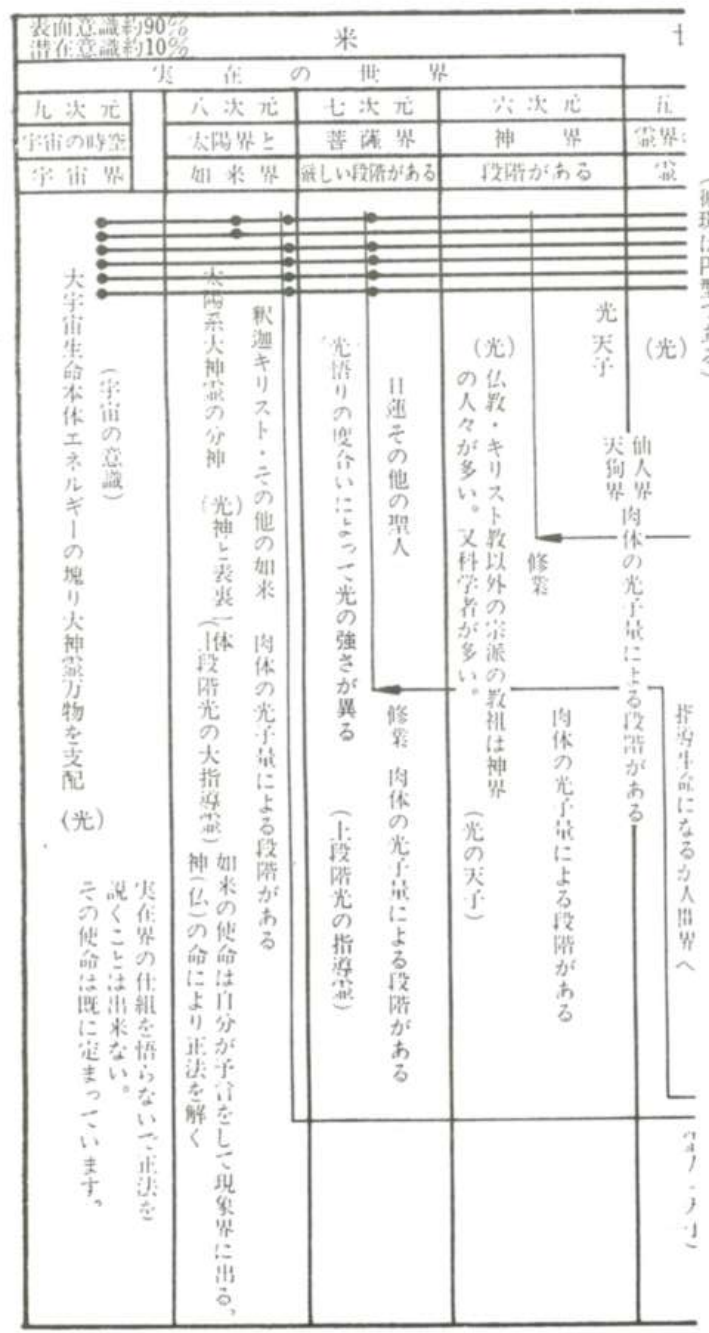 表面意識約90%
潜在意識約10%
来
実在の世界
九次元
八次元
七次元
六次元
五
宇宙の時空
太陽界と
菩薩界
神界
霊界
宇宙界
如来界
厳しい段階がある
段階がある
霊
(循環は円型である)
(光)
指導生命になるか人間界へ
光天子
仙人界
天狗界
肉体の光子量による段階がある
修業
肉体の光子量による段階がある
(光)
仏教・キリスト教以外の宗派の教祖は神界
の人々が多い。又科学者が多い。
(光の天子)
日蓮その他の聖人
修業 肉体の光子量による段階がある
光悟りの度合いによって光の強さが異る
(上段階光の指導霊)
釈迦キリスト・その他の如来 肉体の光子量による段階がある
太陽系大神霊の分神
(光)
神と表裏一体
(上段階光の大指導霊)
如来の使命は自分が予言をして現象界に出る、
神(仏)の命により正法を解く
(宇宙の意識)
大宇宙生命本体エネルギーの塊り大神霊万物を支配
(光)
実在界の仕組を悟らないで正法を
説くことは出来ない。
その使命は既に定まっています。